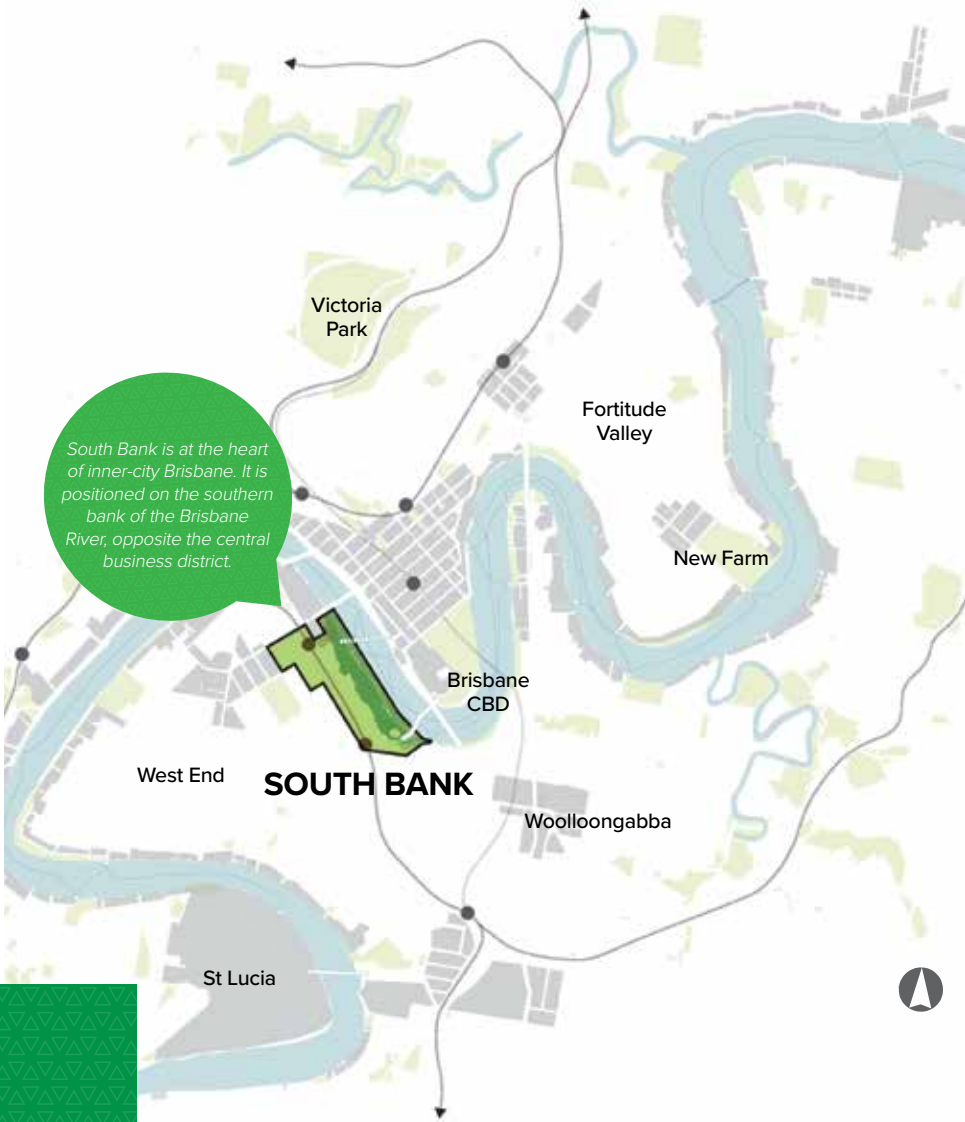 Victoria
Park
Fortitude
Valley
South Bank is at the heart
of inner-city Brisbane. It is
positioned on the southern
bank of the Brisbane
River, opposite the central
business district.
New Farm
Brisbane
CBD
West End
SOUTH BANK
Woolloongabba
St Lucia